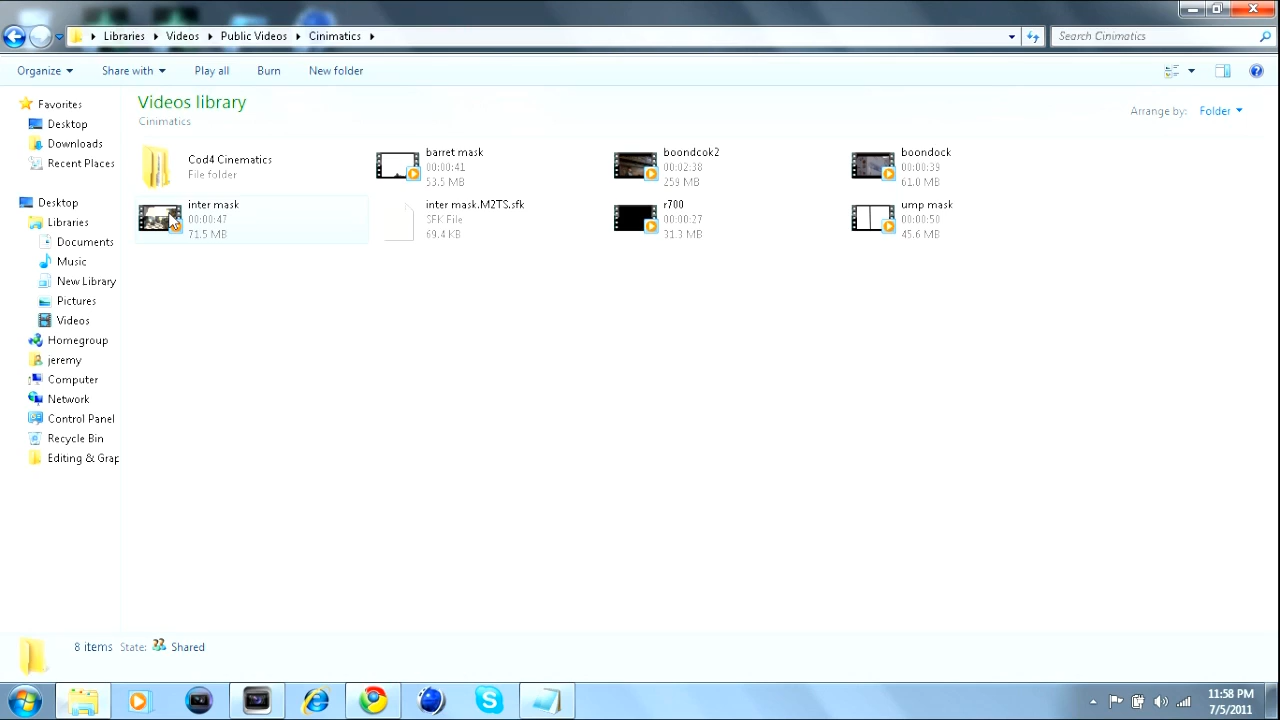 Libraries Videos Public Videos Cinimatics
Search Cinimatics
Organize Share with Play all Burn New folder
Favorites
Desktop
Downloads
Recent Places
Desktop
Libraries
Documents
Music
New Library
Pictures
Videos
Homegroup
jeremy
Computer
Network
Control Panel
Recycle Bin
Editing & Grap
Videos library
Cinimatics
Arrange by: Folder
Cod4 Cinematics
File folder
barret mask
00:00:41
53.5 MB
boondcok2
00:02:38
259 MB
boondock
00:00:39
61.0 MB
inter mask
00:00:47
71.5 MB
inter mask.M2TS.sfk
SFK File
69.4 KB
r700
00:00:27
31.3 MB
ump mask
00:00:50
45.6 MB
8 items State: Shared
11:58 PM
7/5/2011